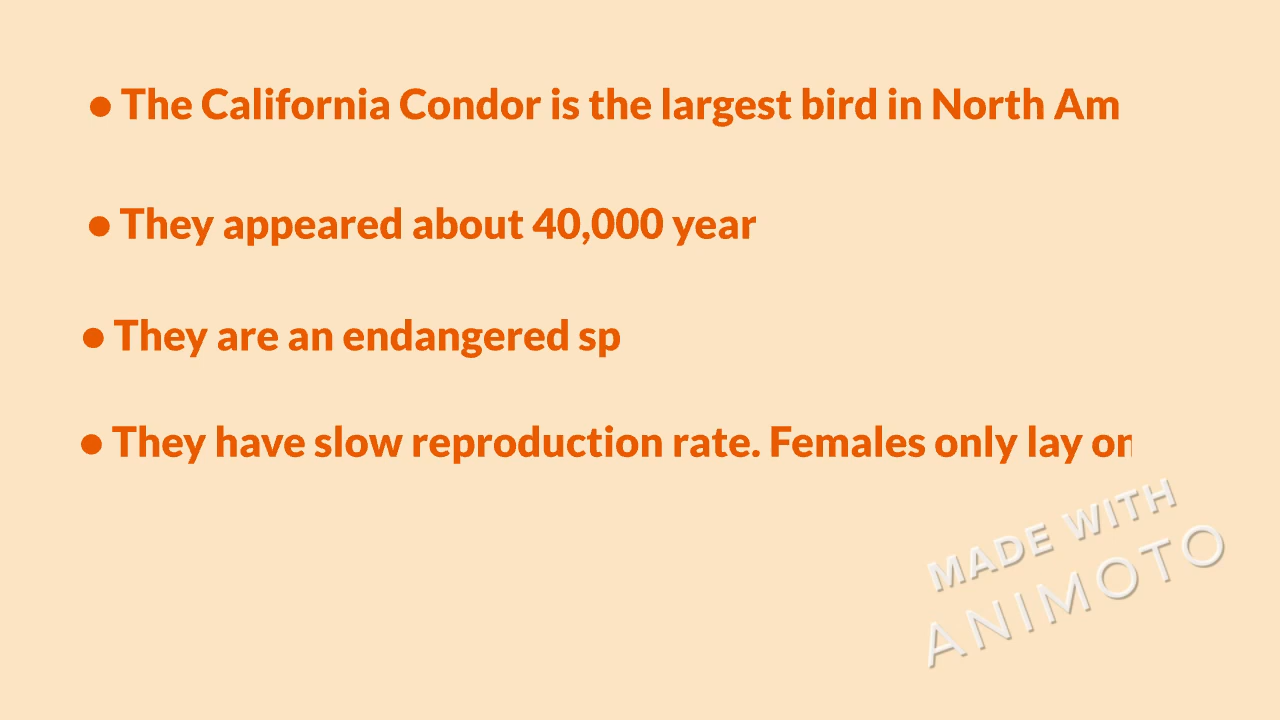 • The California Condor is the largest bird in North Am
• They appeared about 40,000 year
• They are an endangered sp
• They have slow reproduction rate. Females only lay on
MADE WITH
ANIMOTO